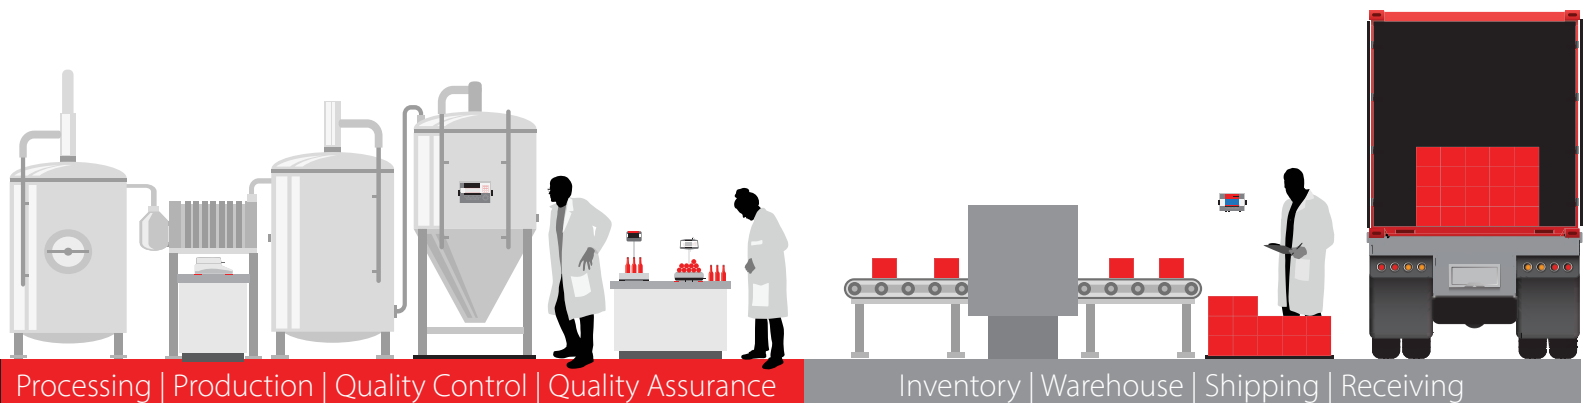 Processing | Production | Quality Control | Quality Assurance
Inventory | Warehouse | Shipping | Receiving